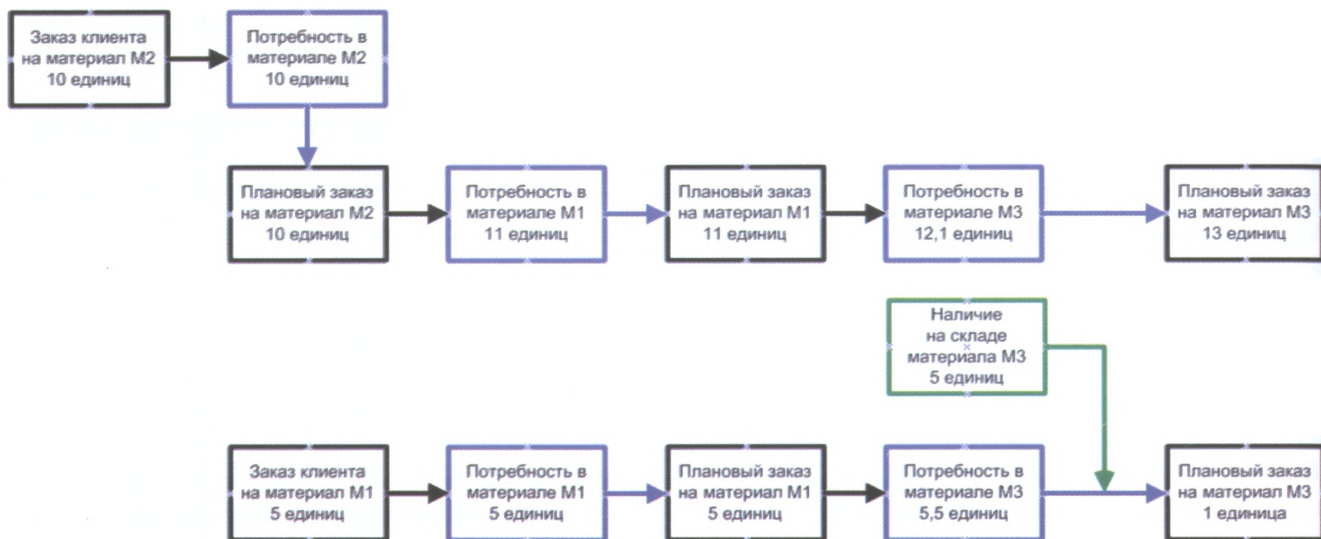 Заказ клиента
на материал М2
10 единиц
Потребность в
материале М2
10 единиц
Плановый заказ
на материал М2
10 единиц
Потребность в
материале М1
11 единиц
Плановый заказ
на материал М1
11 единиц
Потребность в
материале М3
12,1 единиц
Плановый заказ
на материал М3
13 единиц
Наличие
на складе
материала М3
5 единиц
Заказ клиента
на материал М1
5 единиц
Потребность в
материале М1
5 единиц
Плановый заказ
на материал М1
5 единиц
Потребность в
материале М3
5,5 единиц
Плановый заказ
на материал М3
1 единица